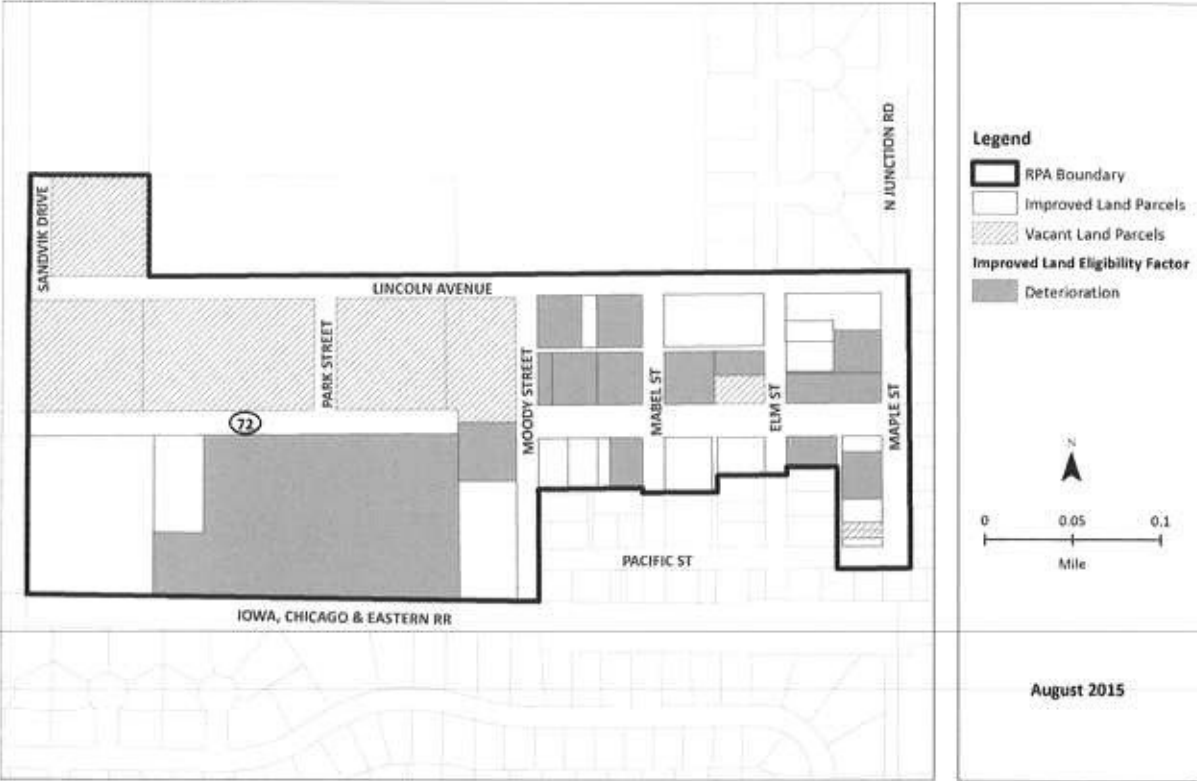 N JUNCTION RD
SANDVIK DRIVE
LINCOLN AVENUE
PARK STREET
MOODY STREET
MABEL ST
ELM ST
MAPLE ST
72
PACIFIC ST
IOWA, CHICAGO & EASTERN RR
Legend
RPA Boundary
Improved Land Parcels
Vacant Land Parcels
Improved Land Eligibility Factor
Deterioration
N
0 0.05 0.1
Mile
August 2015